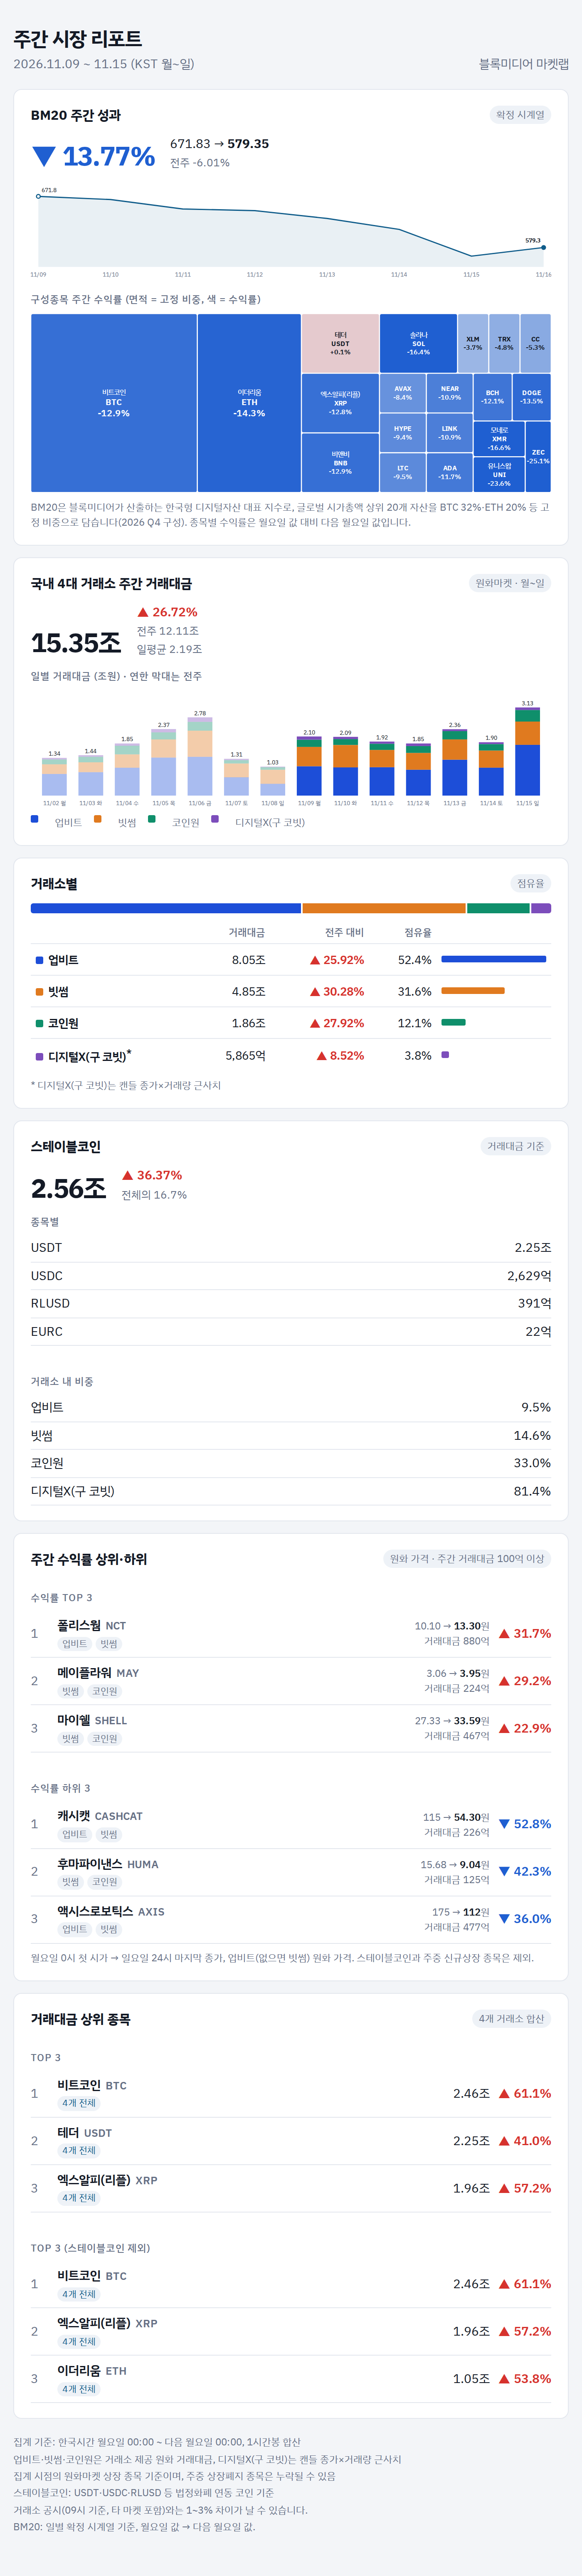 주간 시장 리포트
2026.11.09 ~ 11.15 (KST 월~일) 블록미디어 마켓랩
BM20 주간 성과 확정 시계열
▼ 13.77% 671.83 → 579.35
전주 -6.01%
671.8
579.3
11/09 11/10 11/11 11/12 11/13 11/14 11/15 11/16
구성종목 주간 수익률 (면적 = 고정 비중, 색 = 수익률)
비트코인
BTC
-12.9%
이더리움
ETH
-14.3%
테더
USDT
+0.1%
솔라나
SOL
-16.4%
XLM
-3.7%
TRX
-4.8%
CC
-5.3%
엑스알피(리플)
XRP
-12.8%
비앤비
BNB
-12.9%
AVAX
-8.4%
NEAR
-10.9%
BCH
-12.1%
DOGE
-13.5%
HYPE
-9.4%
LINK
-10.9%
모네로
XMR
-16.6%
ZEC
-25.1%
LTC
-9.5%
ADA
-11.7%
유니스왑
UNI
-23.6%
BM20은 블록미디어가 산출하는 한국형 디지털자산 대표 지수로, 글로벌 시가총액 상위 20개 자산을 BTC 32%·ETH 20% 등 고
정 비중으로 담습니다(2026 Q4 구성). 종목별 수익률은 월요일 값 대비 다음 월요일 값입니다.
국내 4대 거래소 주간 거래대금 원화마켓 · 월~일
15.35조 ▲ 26.72%
전주 12.11조
일평균 2.19조
일별 거래대금 (조원) · 연한 막대는 전주
1.34 1.44 1.85 2.37 2.78 1.31 1.03 2.10 2.09 1.92 1.85 2.36 1.90 3.13
11/02 월 11/03 화 11/04 수 11/05 목 11/06 금 11/07 토 11/08 일 11/09 월 11/10 화 11/11 수 11/12 목 11/13 금 11/14 토 11/15 일
업비트 빗썸 코인원 디지털X(구 코빗)
거래소별 점유율
거래대금 전주 대비 점유율
업비트 8.05조 ▲ 25.92% 52.4%
빗썸 4.85조 ▲ 30.28% 31.6%
코인원 1.86조 ▲ 27.92% 12.1%
디지털X(구 코빗)* 5,865억 ▲ 8.52% 3.8%
* 디지털X(구 코빗)는 캔들 종가×거래량 근사치
스테이블코인 거래대금 기준
2.56조 ▲ 36.37%
전체의 16.7%
종목별
USDT 2.25조
USDC 2,629억
RLUSD 391억
EURC 22억
거래소 내 비중
업비트 9.5%
빗썸 14.6%
코인원 33.0%
디지털X(구 코빗) 81.4%
주간 수익률 상위·하위 원화 가격 · 주간 거래대금 100억 이상
수익률 TOP 3
1 폴리스웜 NCT 10.10 → 13.30원 ▲ 31.7%
업비트 빗썸 거래대금 880억
2 메이플라워 MAY 3.06 → 3.95원 ▲ 29.2%
빗썸 코인원 거래대금 224억
3 마이쉘 SHELL 27.33 → 33.59원 ▲ 22.9%
빗썸 코인원 거래대금 467억
수익률 하위 3
1 캐시캣 CASHCAT 115 → 54.30원 ▼ 52.8%
업비트 빗썸 거래대금 226억
2 후마파이낸스 HUMA 15.68 → 9.04원 ▼ 42.3%
빗썸 코인원 거래대금 125억
3 액시스로보틱스 AXIS 175 → 112원 ▼ 36.0%
업비트 빗썸 거래대금 477억
월요일 0시 첫 시가 → 일요일 24시 마지막 종가, 업비트(없으면 빗썸) 원화 가격. 스테이블코인과 주중 신규상장 종목은 제외.
거래대금 상위 종목 4개 거래소 합산
TOP 3
1 비트코인 BTC 2.46조 ▲ 61.1%
4개 전체
2 테더 USDT 2.25조 ▲ 41.0%
4개 전체
3 엑스알피(리플) XRP 1.96조 ▲ 57.2%
4개 전체
TOP 3 (스테이블코인 제외)
1 비트코인 BTC 2.46조 ▲ 61.1%
4개 전체
2 엑스알피(리플) XRP 1.96조 ▲ 57.2%
4개 전체
3 이더리움 ETH 1.05조 ▲ 53.8%
4개 전체
집계 기준: 한국시간 월요일 00:00 ~ 다음 월요일 00:00, 1시간봉 합산
업비트·빗썸·코인원은 거래소 제공 원화 거래대금, 디지털X(구 코빗)는 캔들 종가×거래량 근사치
집계 시점의 원화마켓 상장 종목 기준이며, 주중 상장폐지 종목은 누락될 수 있음
스테이블코인: USDT·USDC·RLUSD 등 법정화폐 연동 코인 기준
거래소 공시(09시 기준, 타 마켓 포함)와는 1~3% 차이가 날 수 있습니다.
BM20: 일별 확정 시계열 기준, 월요일 값 → 다음 월요일 값.